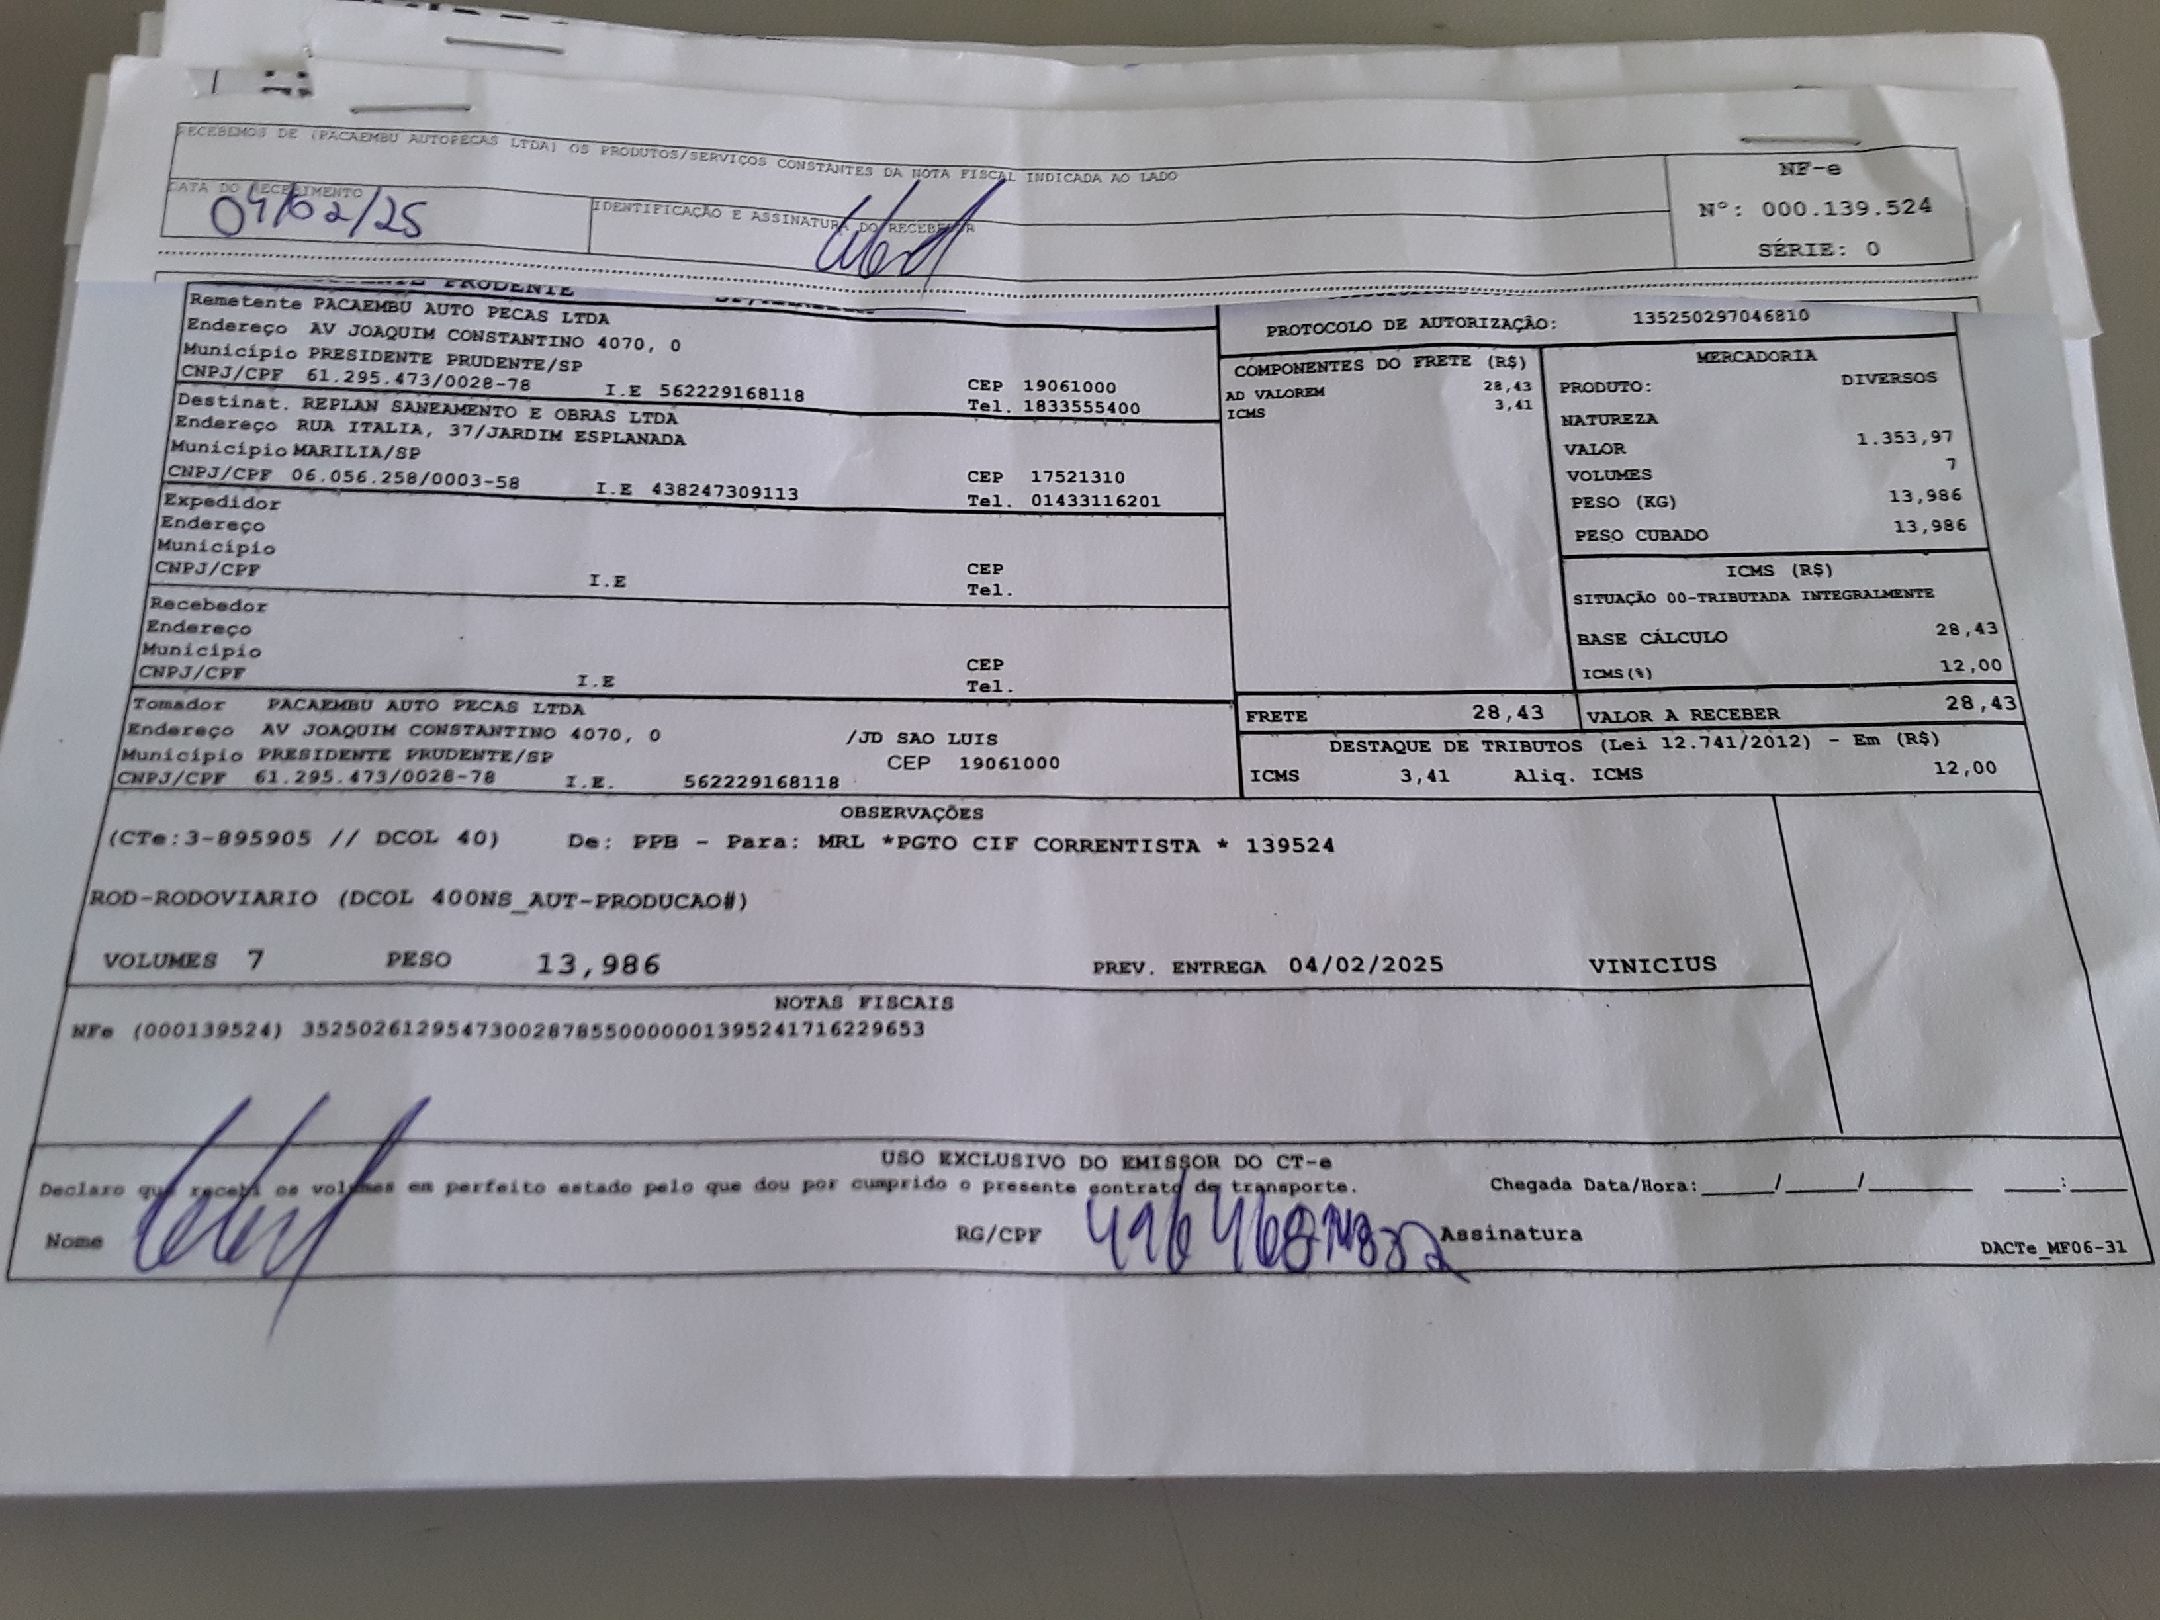 RECEBEMOS DE (PACAEMBU AUTOPECAS LTDA) OS PRODUTOS/SERVIÇOS CONSTANTES DA NOTA FISCAL INDICADA AO LADO
DATA DO RECEBIMENTO
04/02/25
IDENTIFICAÇÃO E ASSINATURA DO RECEBEDOR
NF-e
Nº: 000.139.524
SÉRIE: 0
PRUDENTE
Remetente PACAEMBU AUTO PECAS LTDA
Endereço AV JOAQUIM CONSTANTINO 4070, 0
Município PRESIDENTE PRUDENTE/SP
CNPJ/CPF 61.295.473/0028-78 I.E 562229168118
CEP 19061000
Tel. 1833555400
Destinat. REPLAN SANEAMENTO E OBRAS LTDA
Endereço RUA ITALIA, 37/JARDIM ESPLANADA
Município MARILIA/SP
CNPJ/CPF 06.056.258/0003-58 I.E 438247309113
CEP 17521310
Tel. 01433116201
Expedidor
Endereço
Município
CNPJ/CPF I.E
CEP
Tel.
Recebedor
Endereço
Município
CNPJ/CPF I.E
CEP
Tel.
Tomador PACAEMBU AUTO PECAS LTDA
Endereço AV JOAQUIM CONSTANTINO 4070, 0 /JD SAO LUIS
Município PRESIDENTE PRUDENTE/SP CEP 19061000
CNPJ/CPF 61.295.473/0028-78 I.E. 562229168118
PROTOCOLO DE AUTORIZAÇÃO: 135250297046810
COMPONENTES DO FRETE (R$)
AD VALOREM 28,43
ICMS 3,41
MERCADORIA
PRODUTO: DIVERSOS
NATUREZA
VALOR 1.353,97
VOLUMES 7
PESO (KG) 13,986
PESO CUBADO 13,986
ICMS (R$)
SITUAÇÃO 00-TRIBUTADA INTEGRALMENTE
BASE CÁLCULO 28,43
ICMS(%) 12,00
FRETE 28,43
VALOR A RECEBER 28,43
DESTAQUE DE TRIBUTOS (Lei 12.741/2012) - Em (R$)
ICMS 3,41 Aliq. ICMS 12,00
OBSERVAÇÕES
(CTe:3-895905 // DCOL 40) De: PPB - Para: MRL *PGTO CIF CORRENTISTA * 139524
ROD-RODOVIARIO (DCOL 400NS_AUT-PRODUCAO#)
VOLUMES 7 PESO 13,986 PREV. ENTREGA 04/02/2025 VINICIUS
NOTAS FISCAIS
NFe (000139524) 35250261295473002878550000001395241716229653
USO EXCLUSIVO DO EMISSOR DO CT-e
Declaro que recebi os volumes em perfeito estado pelo que dou por cumprido o presente contrato de transporte.
Chegada Data/Hora:_____/_____/_______ ____:____
Nome
RG/CPF
Assinatura
DACTe_MF06-31